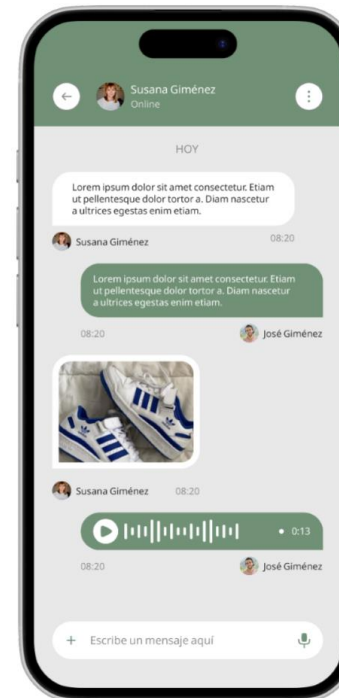 Susana Giménez
Online
HOY
Lorem ipsum dolor sit amet consectetur. Etiam
ut pellentesque dolor tortor a. Diam nascetur
a ultrices egestas enim etiam.
Susana Giménez 08:20
Lorem ipsum dolor sit amet consectetur. Etiam
ut pellentesque dolor tortor a. Diam nascetur
a ultrices egestas enim etiam.
08:20 José Giménez
Susana Giménez 08:20
0:13
08:20 José Giménez
+ Escribe un mensaje aquí